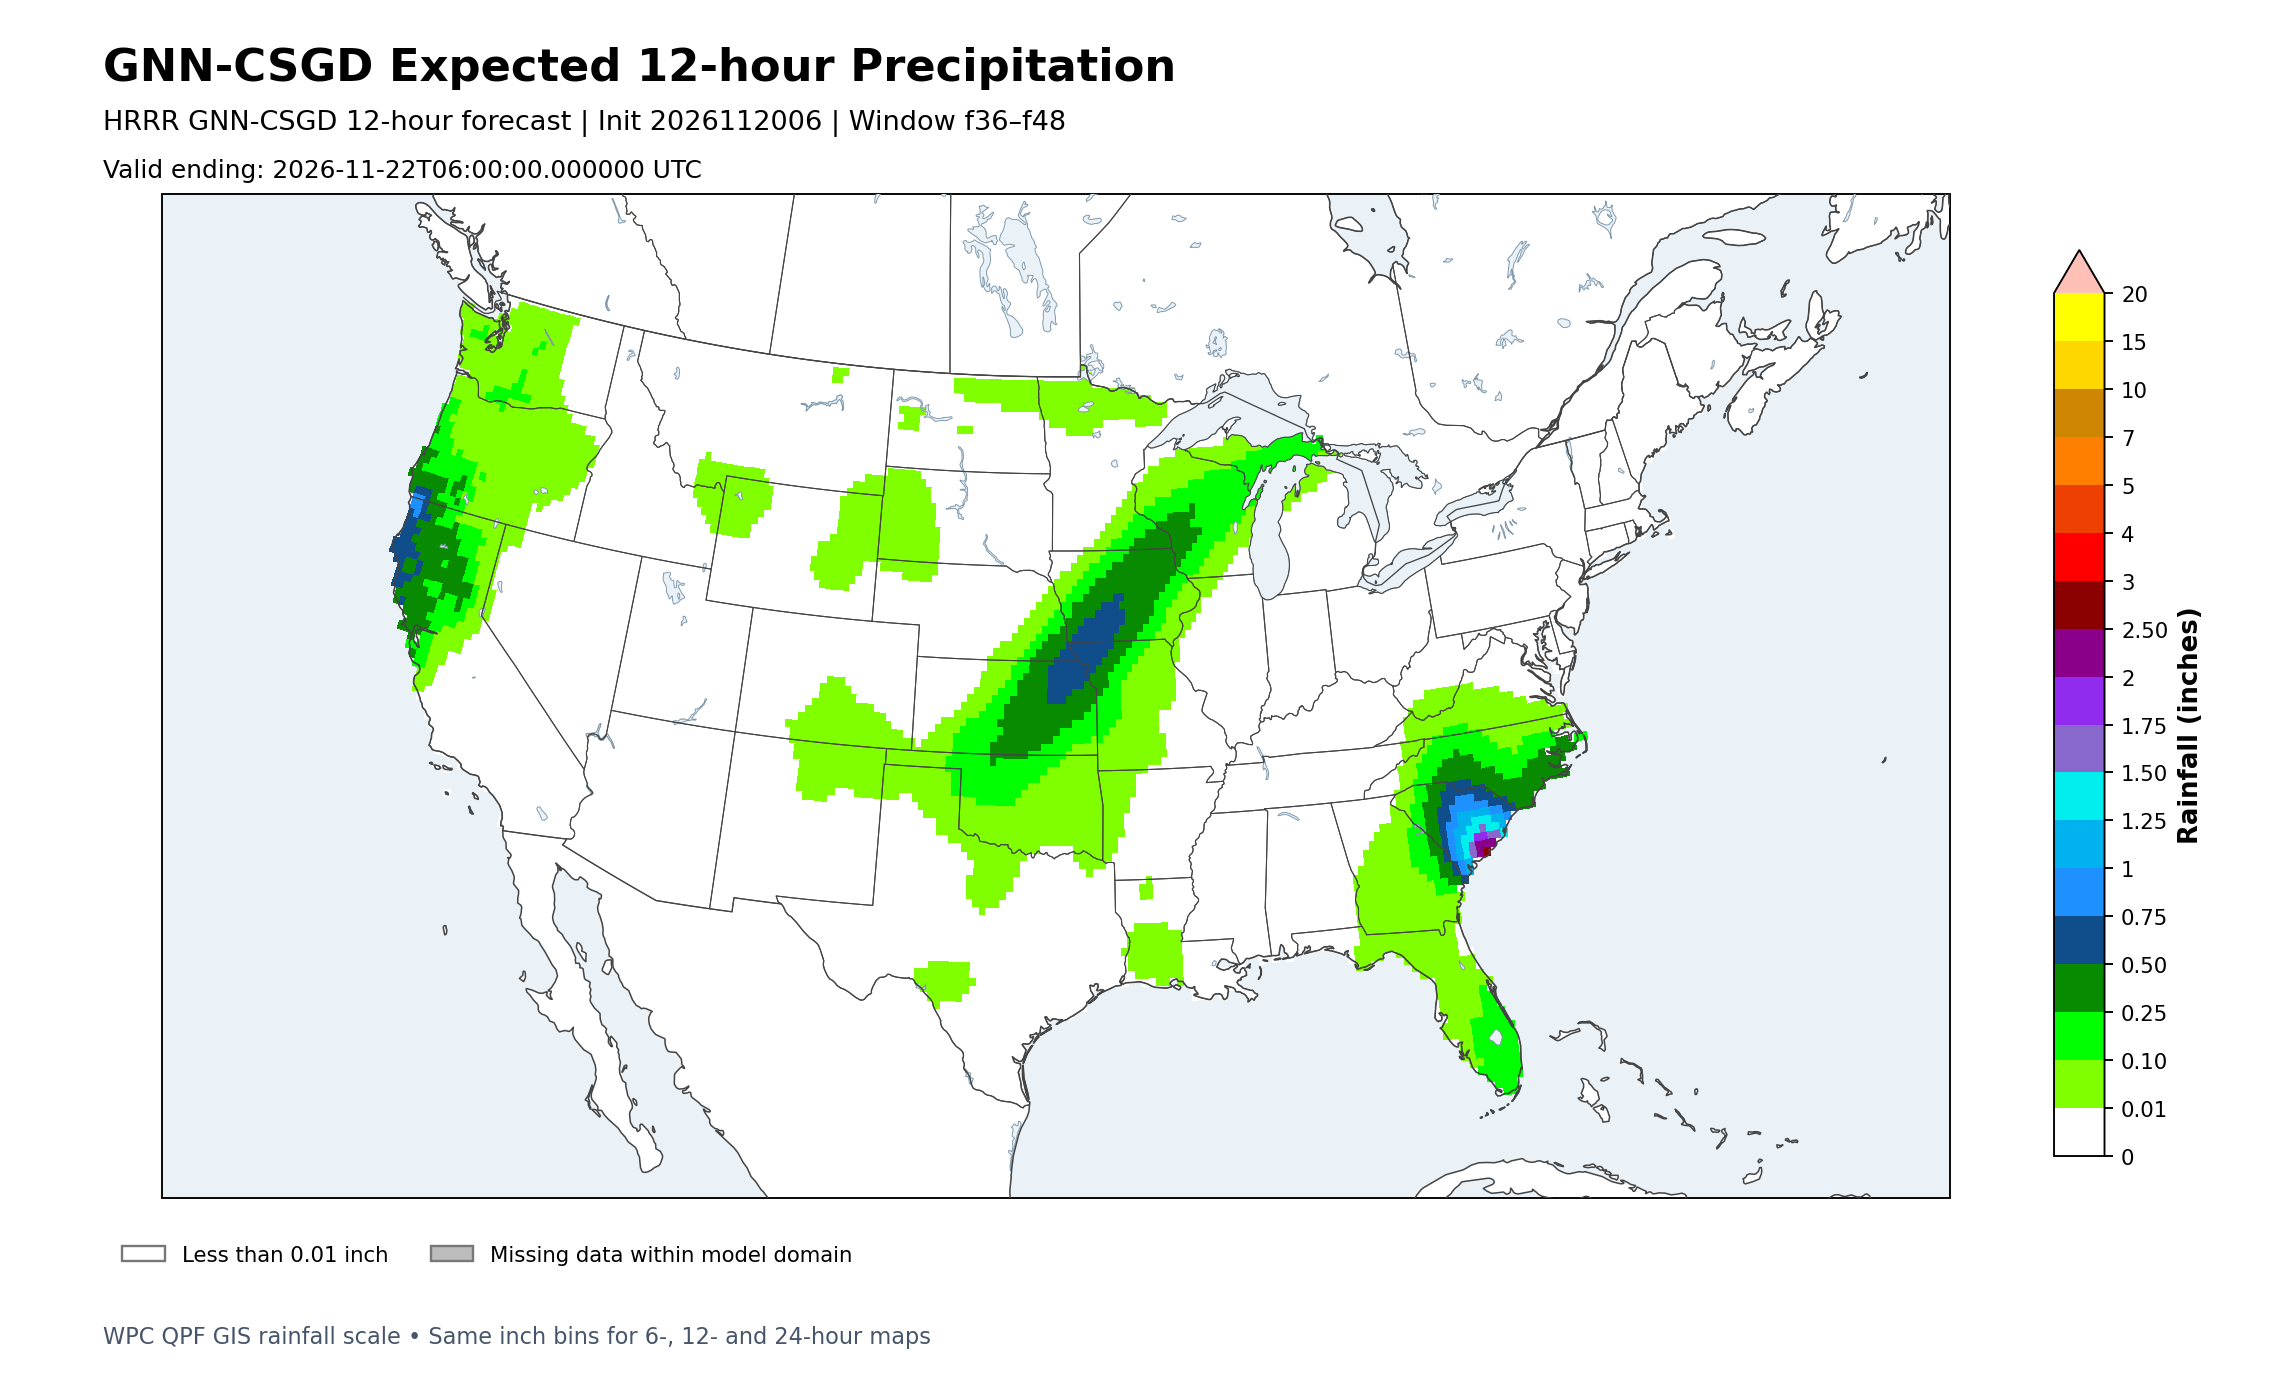 GNN-CSGD Expected 12-hour Precipitation
HRRR GNN-CSGD 12-hour forecast | Init 2026112006 | Window f36–f48
Valid ending: 2026-11-22T06:00:00.000000 UTC
20
15
10
7
5
4
3
2.50
2
1.75
1.50
1.25
1
0.75
0.50
0.25
0.10
0.01
0
Rainfall (inches)
Less than 0.01 inch
Missing data within model domain
WPC QPF GIS rainfall scale • Same inch bins for 6-, 12- and 24-hour maps